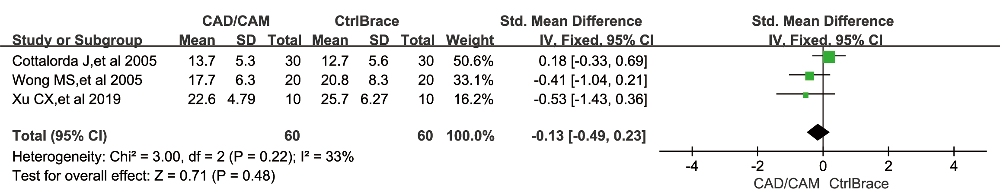 CAD/CAM CtrlBrace Std. Mean Difference Std. Mean Difference
Study or Subgroup Mean SD Total Mean SD Total Weight IV, Fixed, 95% CI IV, Fixed, 95% CI
Cottalorda J,et al 2005 13.7 5.3 30 12.7 5.6 30 50.6% 0.18 [-0.33, 0.69]
Wong MS,et al 2005 17.7 6.3 20 20.8 8.3 20 33.1% -0.41 [-1.04, 0.21]
Xu CX,et al 2019 22.6 4.79 10 25.7 6.27 10 16.2% -0.53 [-1.43, 0.36]
Total (95% CI) 60 60 100.0% -0.13 [-0.49, 0.23]
Heterogeneity: Chi² = 3.00, df = 2 (P = 0.22); I² = 33%
-4 -2 0 2 4
Test for overall effect: Z = 0.71 (P = 0.48)
CAD/CAM CtrlBrace